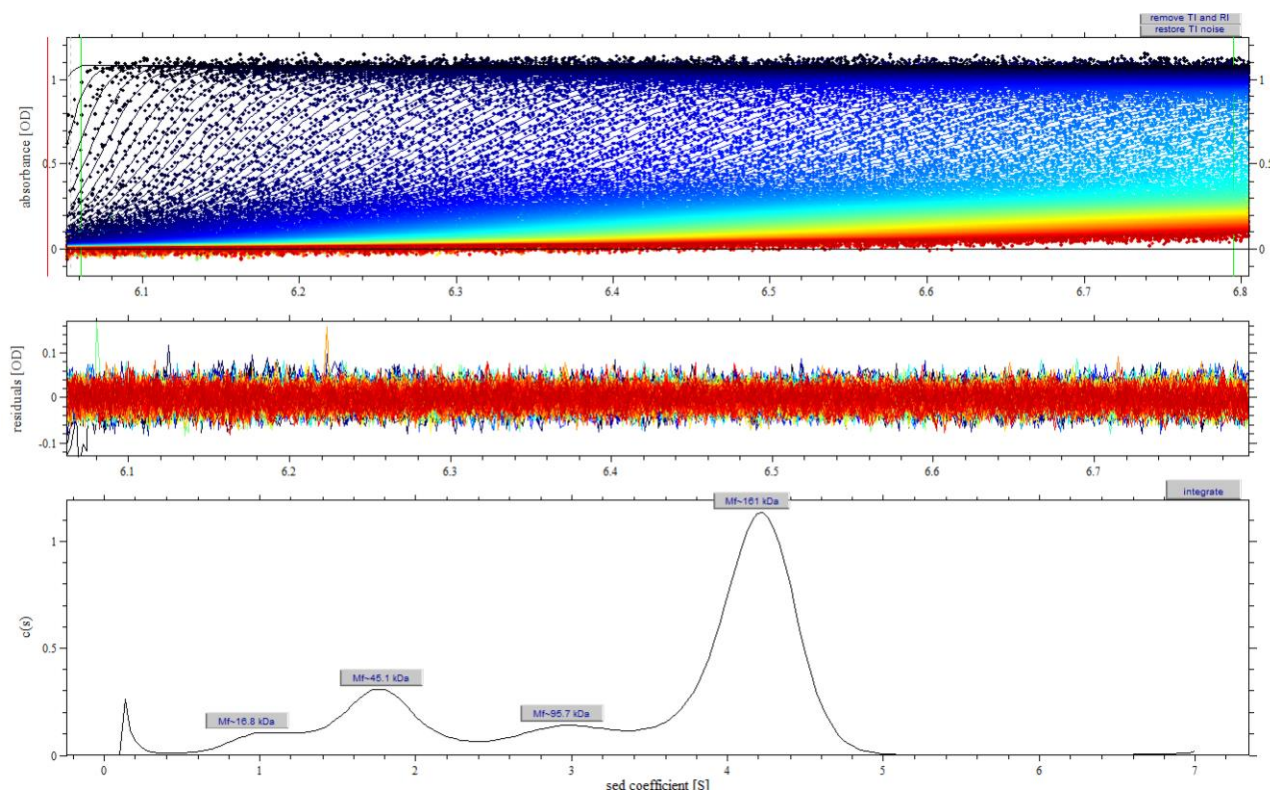 remove TI and RI
restore TI noise
absorbance [OD]
1
0.5
0
1
0.5
0
6.1 6.2 6.3 6.4 6.5 6.6 6.7 6.8
residuals [OD]
0.1
0
-0.1
6.1 6.2 6.3 6.4 6.5 6.6 6.7
integrate
Mf~161 kDa
Mf~45.1 kDa
Mf~95.7 kDa
Mf~16.8 kDa
c(s)
1
0.5
0
0 1 2 3 4 5 6 7
sed coefficient [S]